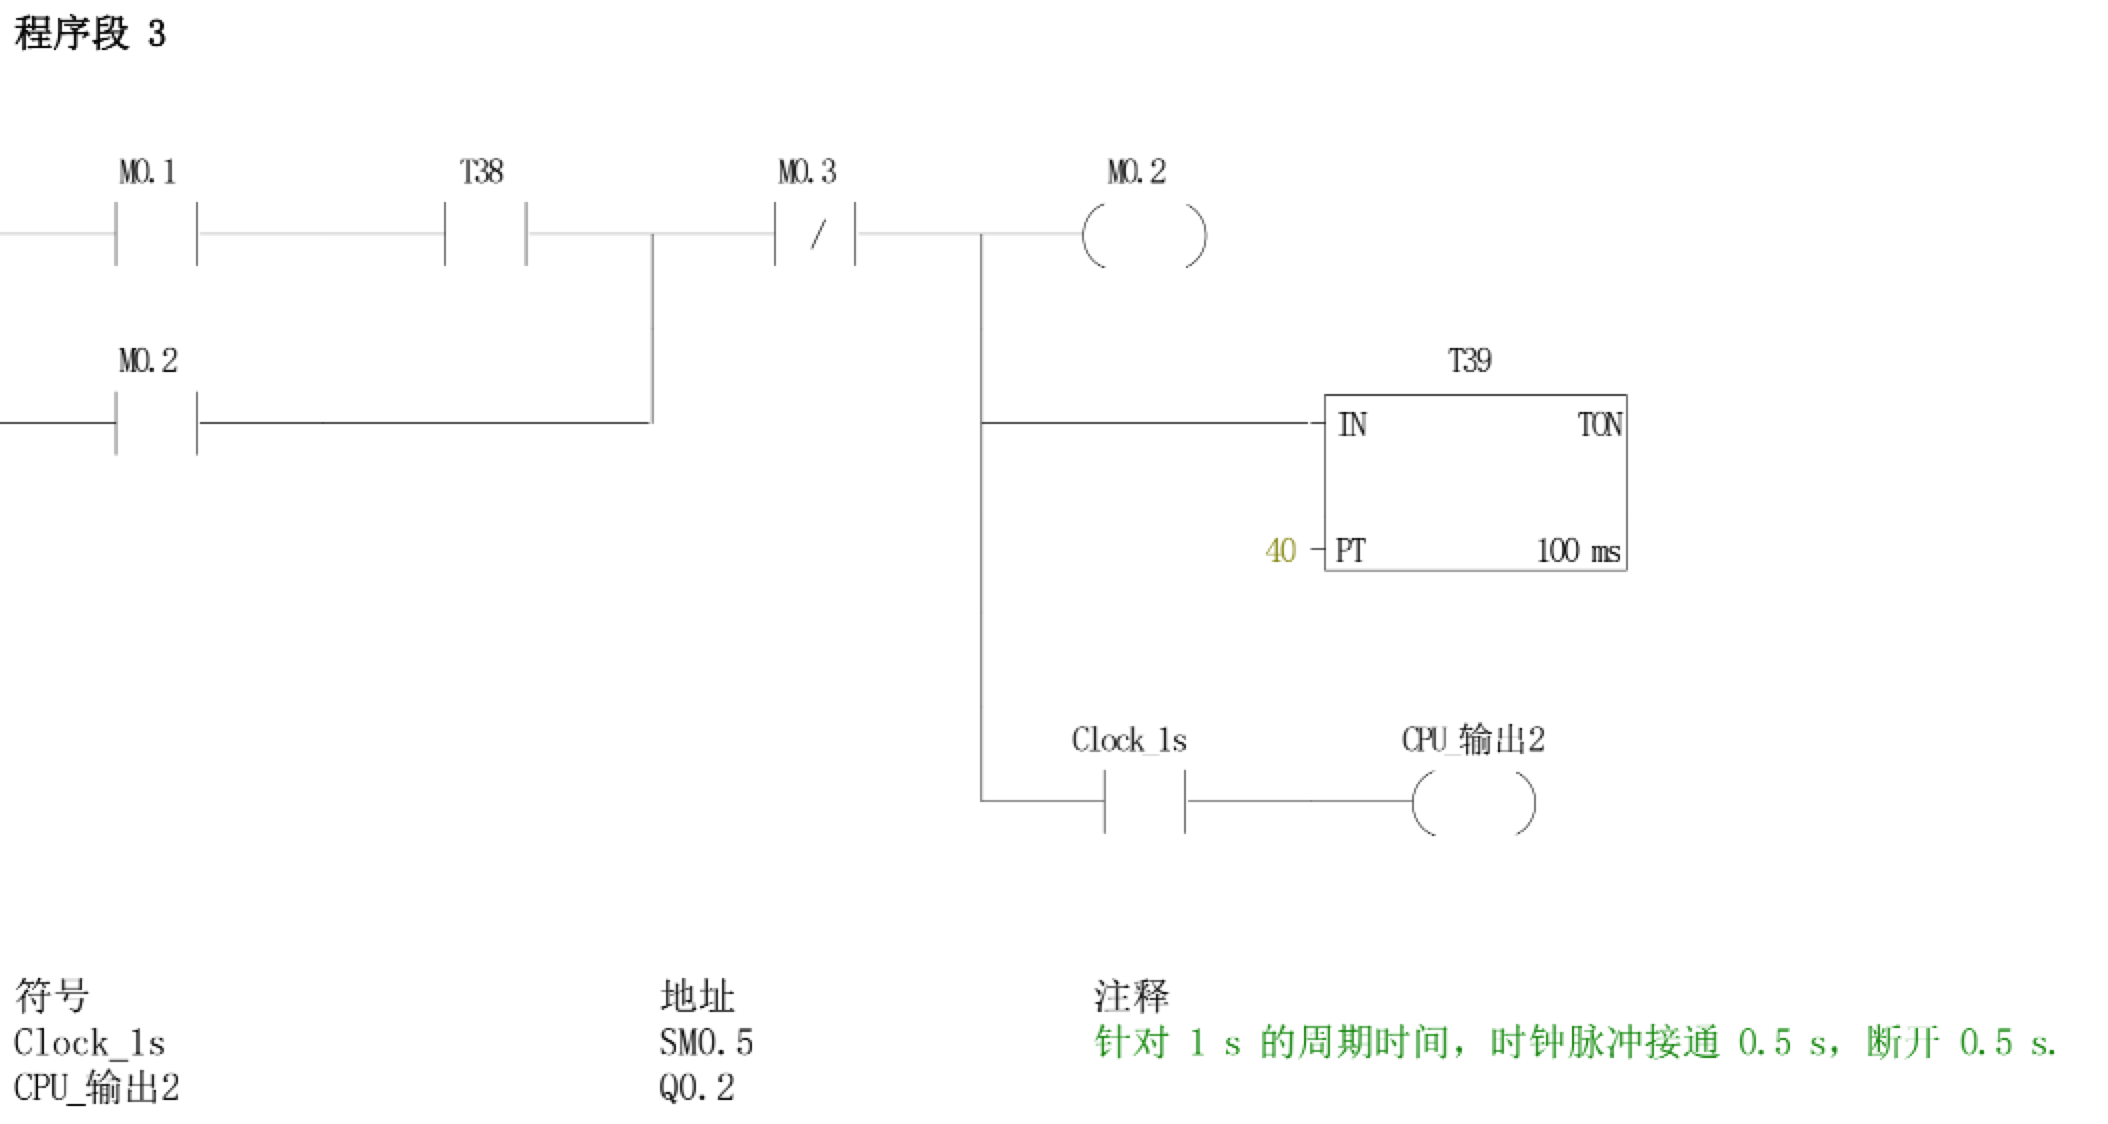 程序段 3
M0.1 T38 M0.3 M0.2
/
M0.2 T39
IN TON
40 PT 100 ms
Clock_1s CPU_输出2
符号 地址 注释
Clock_1s SM0.5 针对 1 s 的周期时间，时钟脉冲接通 0.5 s，断开 0.5 s.
CPU_输出2 Q0.2